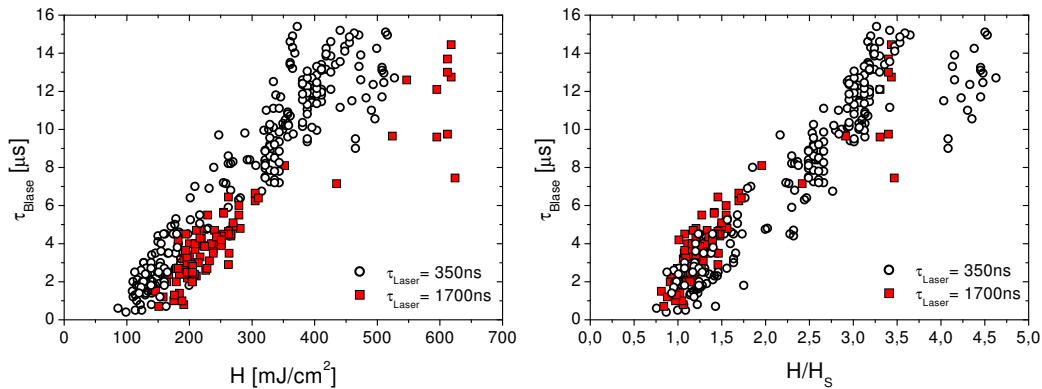 16
14
12
10
8
6
4
2
0
τBlase [µs]
0 100 200 300 400 500 600 700
H [mJ/cm²]
τLaser = 350ns
τLaser = 1700ns
16
14
12
10
8
6
4
2
0
τBlase [µs]
0,0 0,5 1,0 1,5 2,0 2,5 3,0 3,5 4,0 4,5 5,0
H/HS
τLaser = 350ns
τLaser = 1700ns